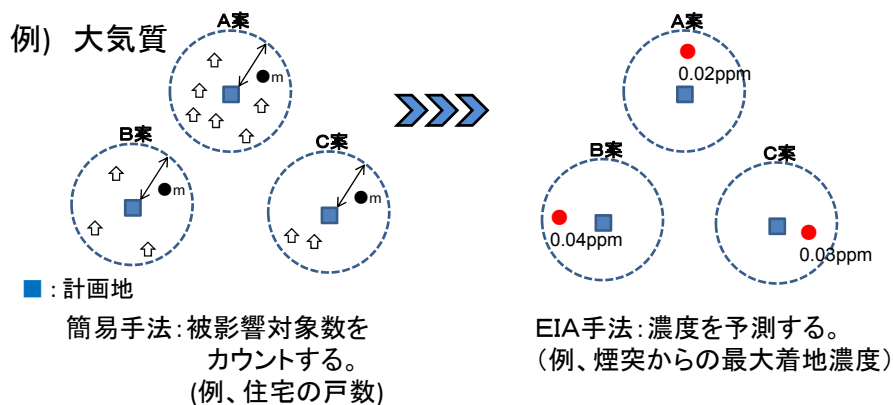 例) 大気質
A案
●m
B案
●m
C案
●m
■：計画地
簡易手法：被影響対象数を
カウントする。
(例、住宅の戸数)
A案
0.02ppm
B案
0.04ppm
C案
0.03ppm
EIA手法：濃度を予測する。
（例、煙突からの最大着地濃度）